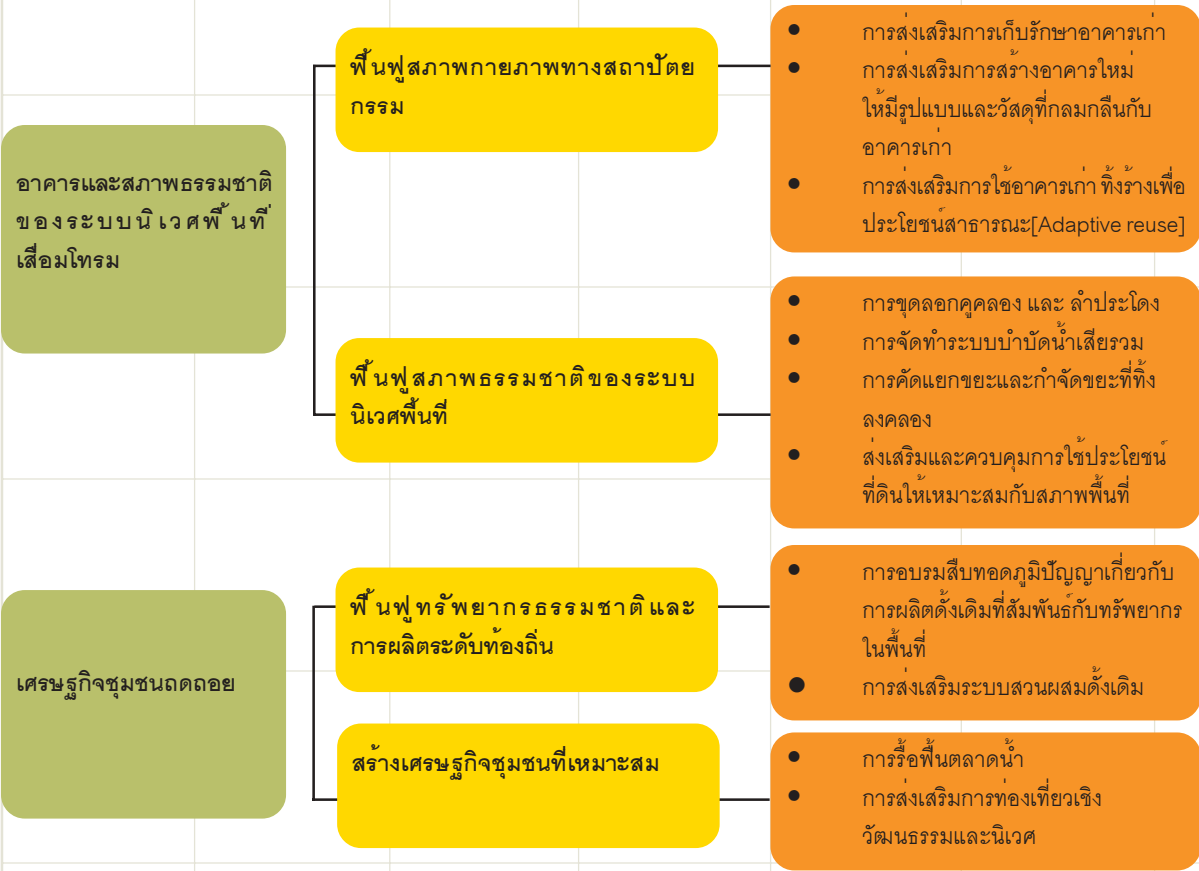 อาคารและสภาพธรรมชาติ
ของระบบนิเวศพื้นที่
เสื่อมโทรม
ฟื้นฟูสภาพกายภาพทางสถาปัตย
กรรม
• การส่งเสริมการเก็บรักษาอาคารเก่า
• การส่งเสริมการสร้างอาคารใหม่
ให้มีรูปแบบและวัสดุที่กลมกลืนกับ
อาคารเก่า
• การส่งเสริมการใช้อาคารเก่า ทิ้งร้างเพื่อ
ประโยชน์สาธารณะ[Adaptive reuse]
ฟื้นฟูสภาพธรรมชาติของระบบ
นิเวศพื้นที่
• การขุดลอกคูคลอง และ ลำประโดง
• การจัดทำระบบบำบัดน้ำเสียรวม
• การคัดแยกขยะและกำจัดขยะที่ทิ้ง
ลงคลอง
• ส่งเสริมและควบคุมการใช้ประโยชน์
ที่ดินให้เหมาะสมกับสภาพพื้นที่
เศรษฐกิจชุมชนถดถอย
ฟื้นฟูทรัพยากรธรรมชาติและ
การผลิตระดับท้องถิ่น
• การอบรมสืบทอดภูมิปัญญาเกี่ยวกับ
การผลิตดั้งเดิมที่สัมพันธ์กับทรัพยากร
ในพื้นที่
• การส่งเสริมระบบสวนผสมดั้งเดิม
สร้างเศรษฐกิจชุมชนที่เหมาะสม
• การรื้อฟื้นตลาดน้ำ
• การส่งเสริมการท่องเที่ยวเชิง
วัฒนธรรมและนิเวศ